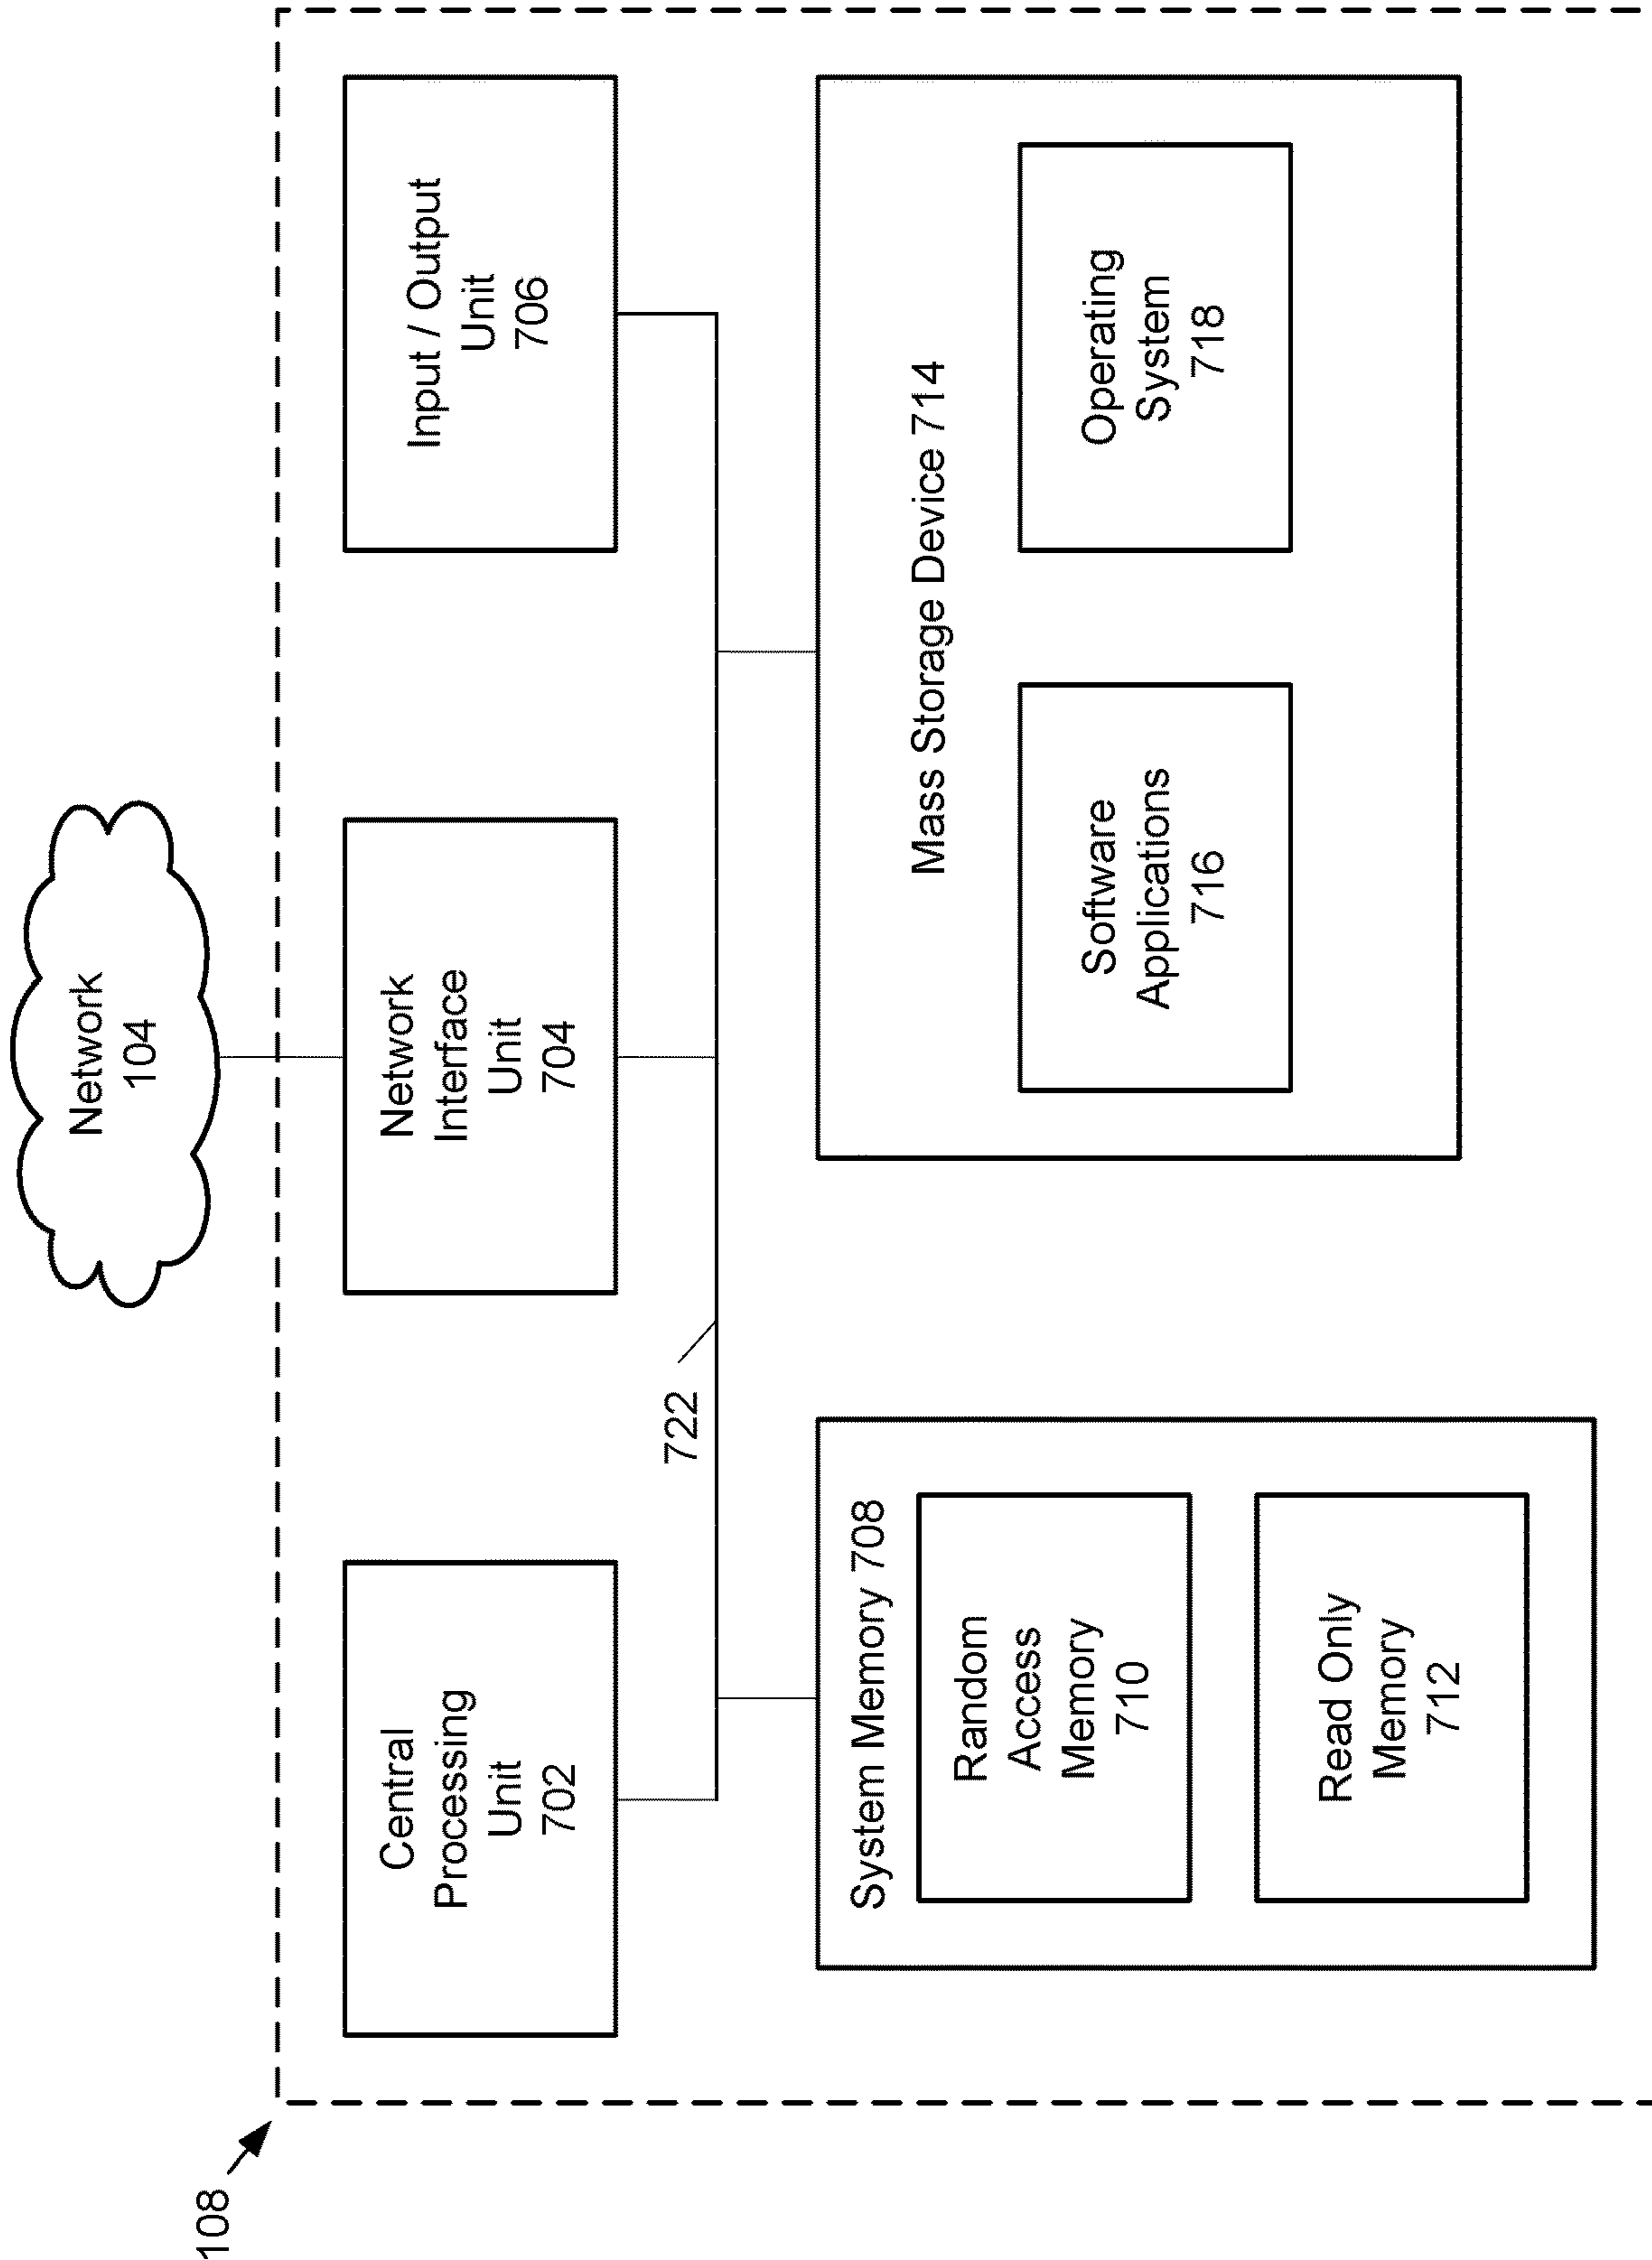 108
Network
104
Central
Processing
Unit
702
Network
Interface
Unit
704
Input / Output
Unit
706
722
System Memory 708
Random
Access
Memory
710
Read Only
Memory
712
Mass Storage Device 714
Software
Applications
716
Operating
System
718